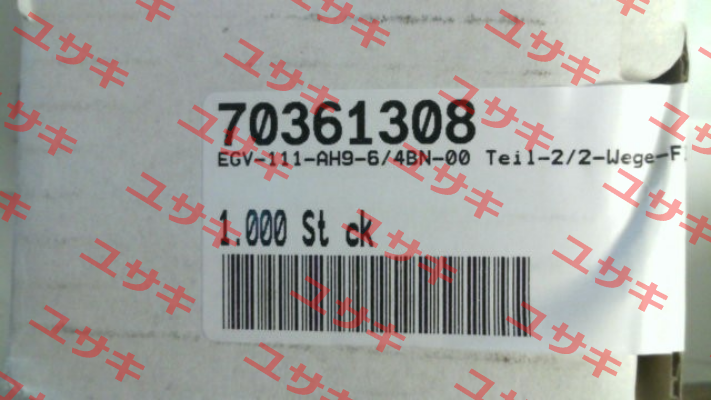 70361308
EGV-111-AH9-6/4BN-00 Teil-2/2-Wege-F
1.000 St ck
ユサキ